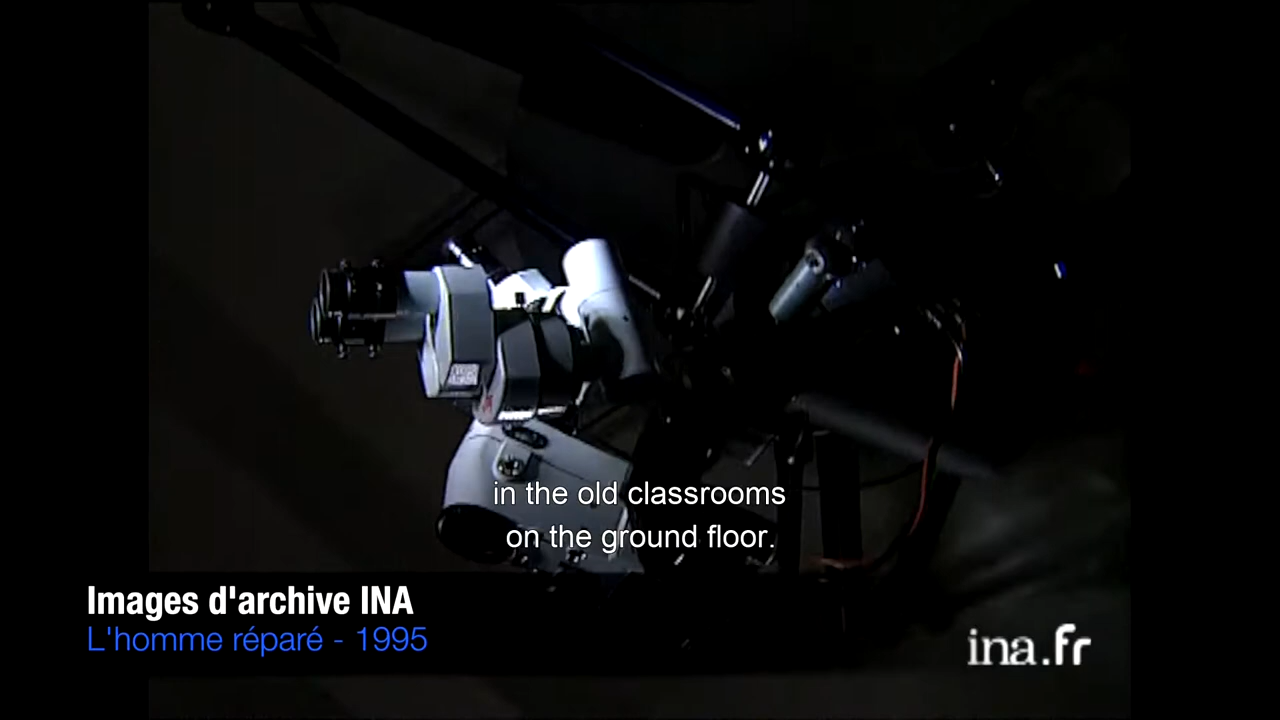 in the old classrooms
on the ground floor.
Images d'archive INA
L'homme réparé - 1995
ina.fr